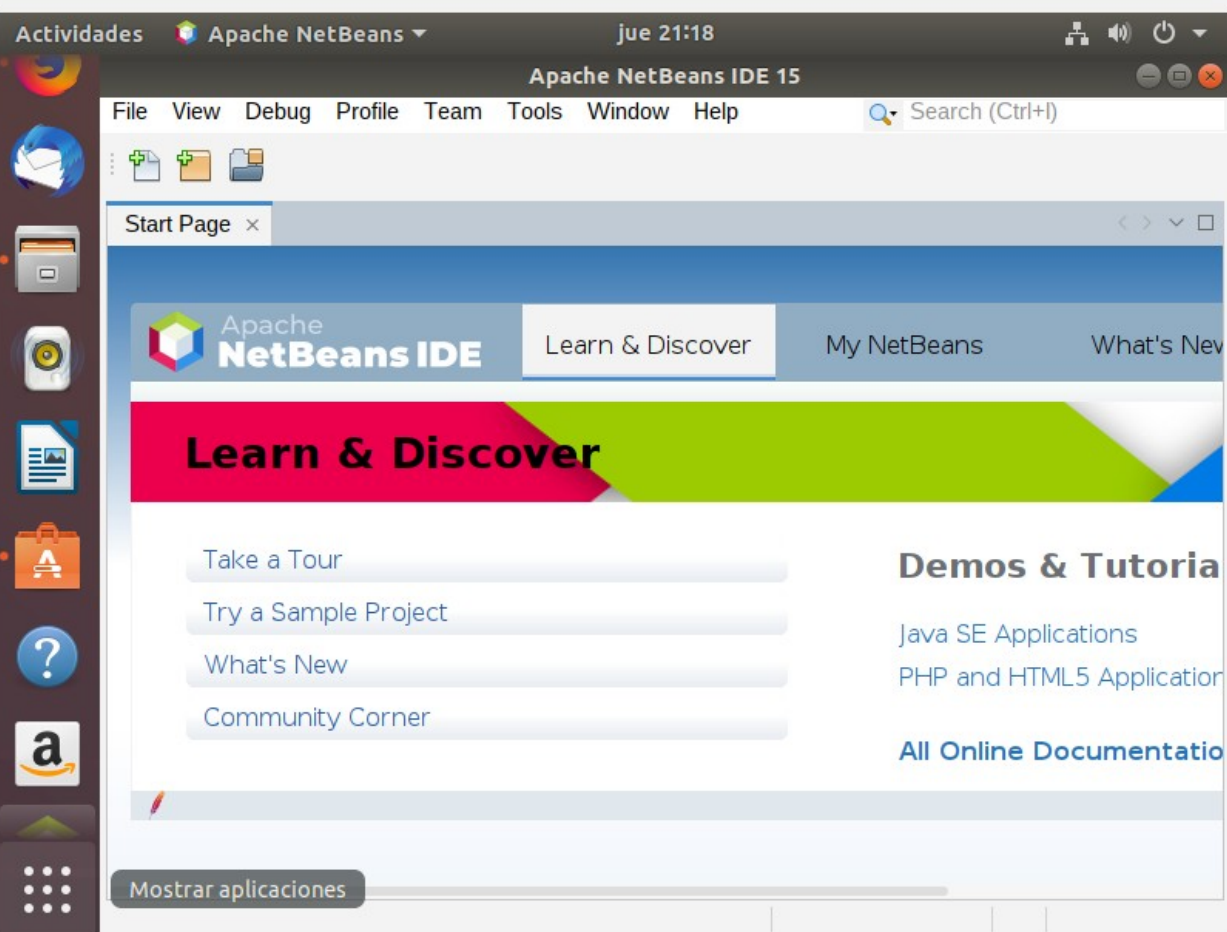 Actividades Apache NetBeans jue 21:18
Apache NetBeans IDE 15
File View Debug Profile Team Tools Window Help Search (Ctrl+I)
Start Page
Apache
NetBeans IDE Learn & Discover My NetBeans What's New
Learn & Discover
Take a Tour
Try a Sample Project
What's New
Community Corner
Demos & Tutoria
Java SE Applications
PHP and HTML5 Application
All Online Documentatio
Mostrar aplicaciones